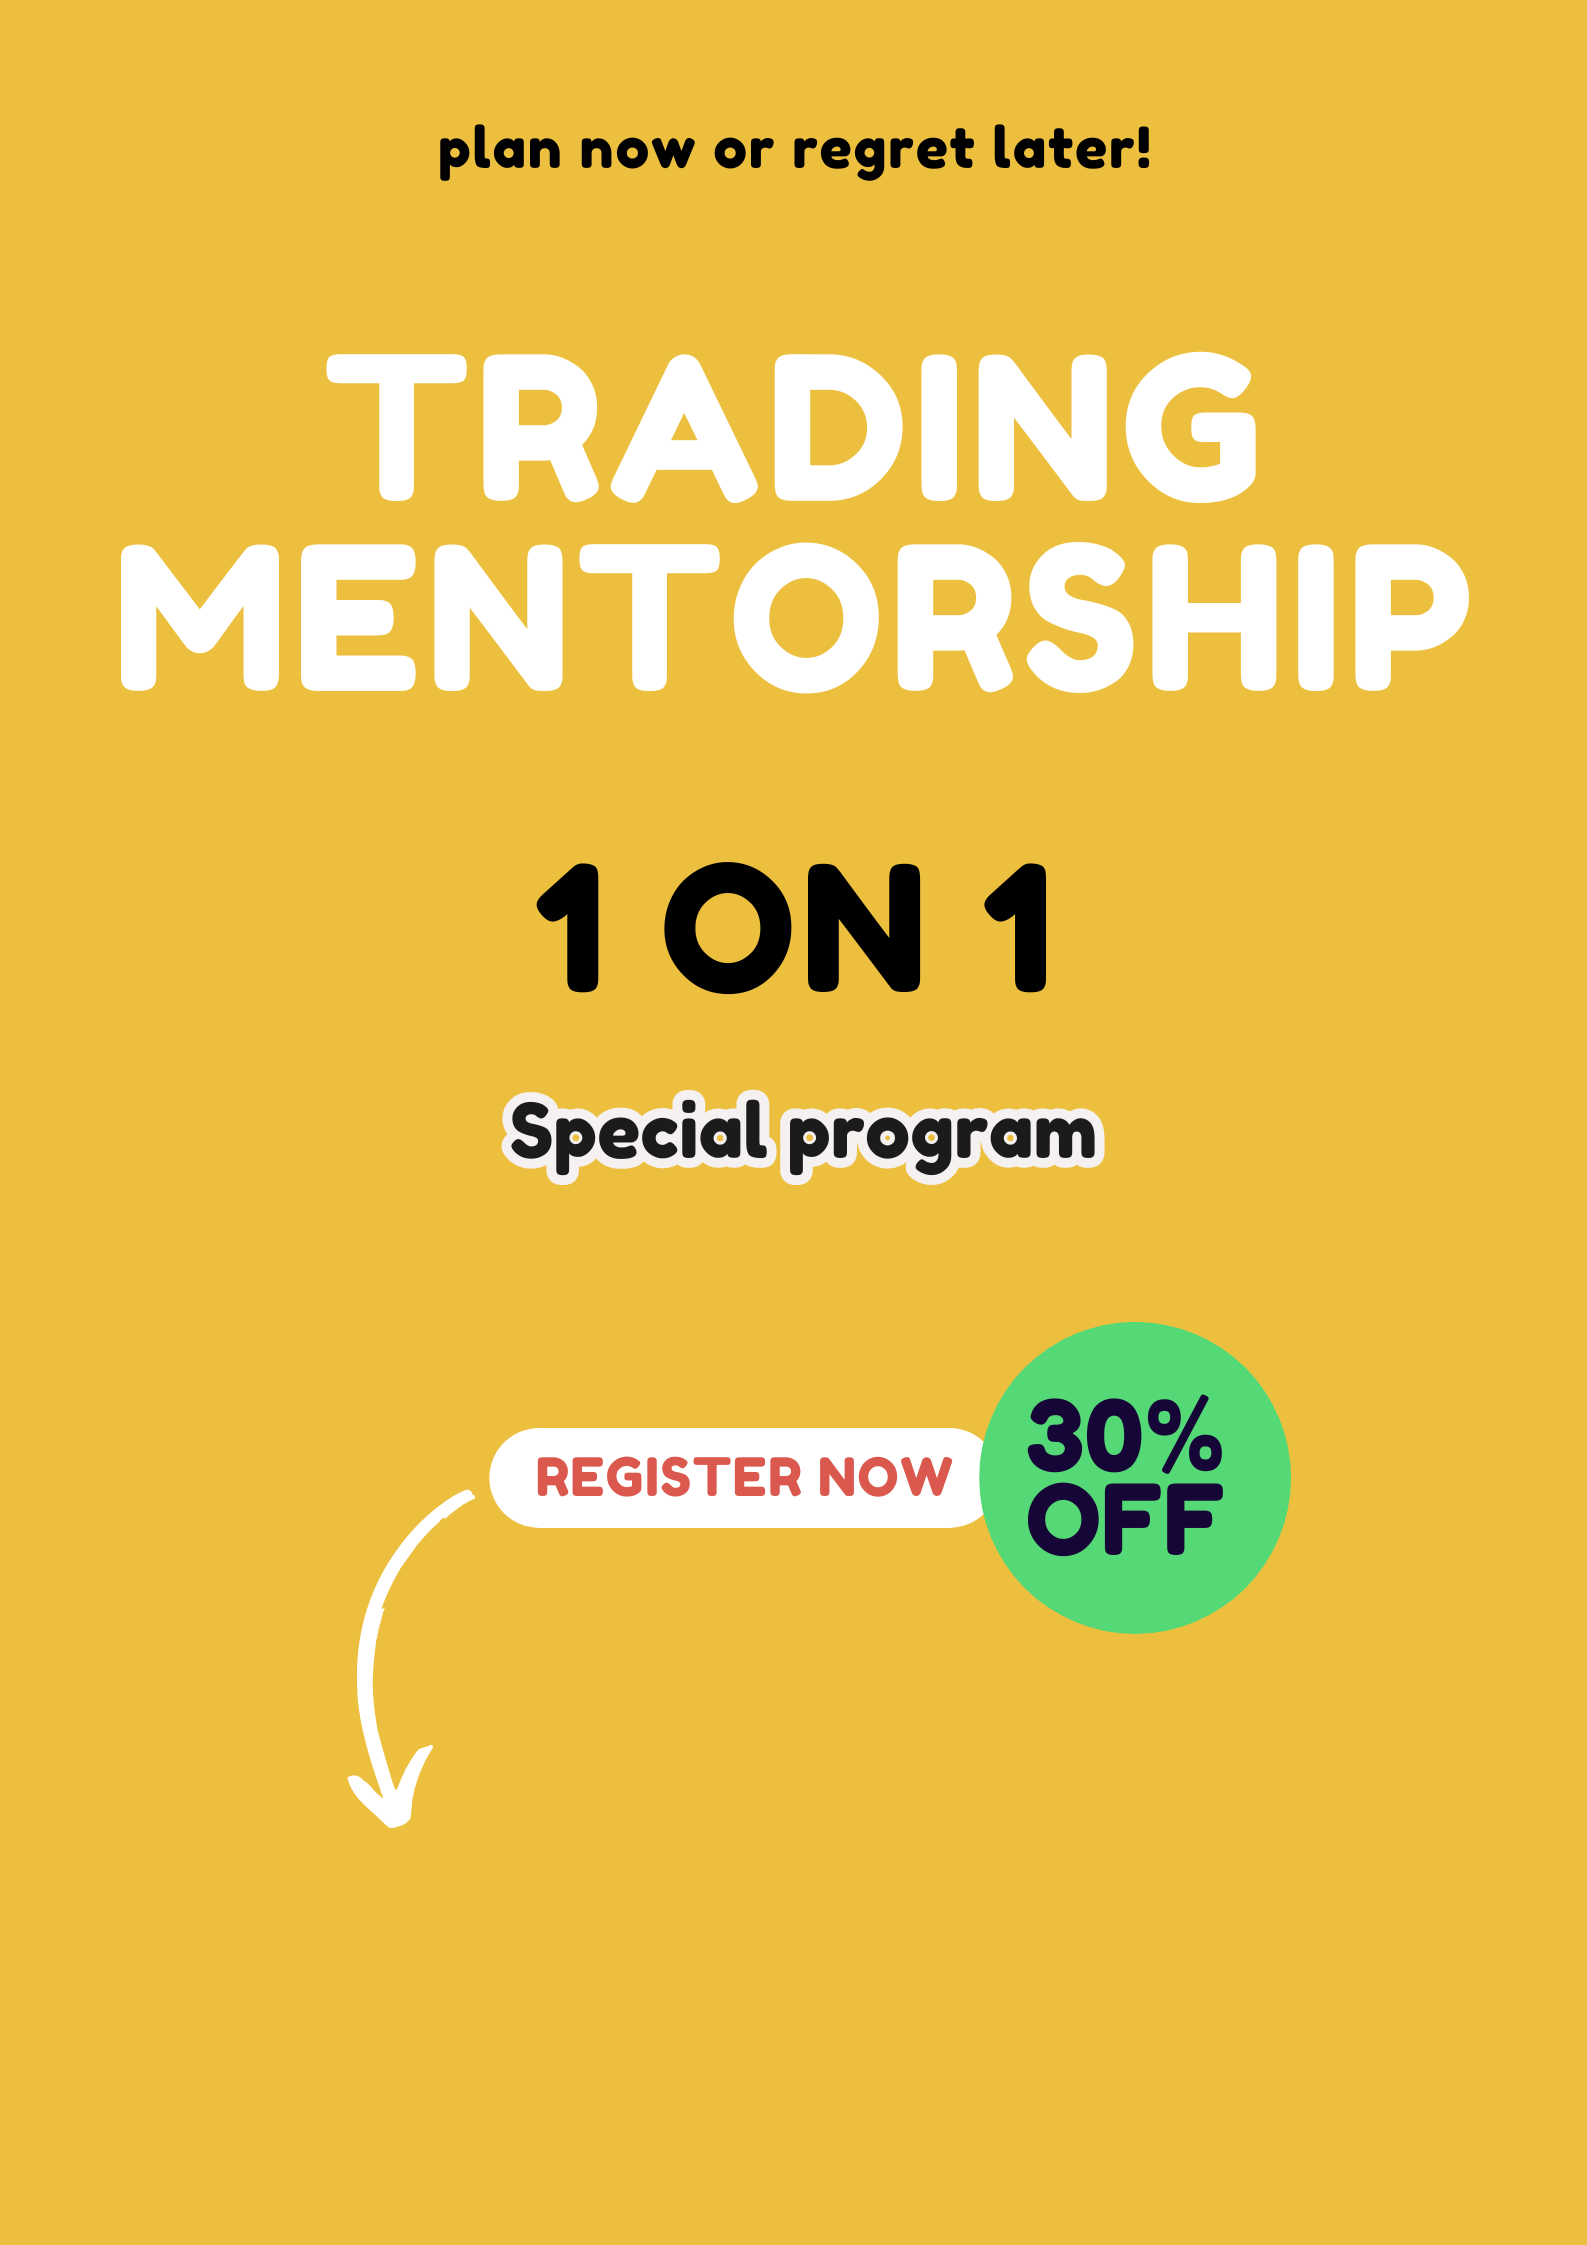 plan now or regret later!
TRADING
MENTORSHIP
1 ON 1
Special program
REGISTER NOW
30%
OFF